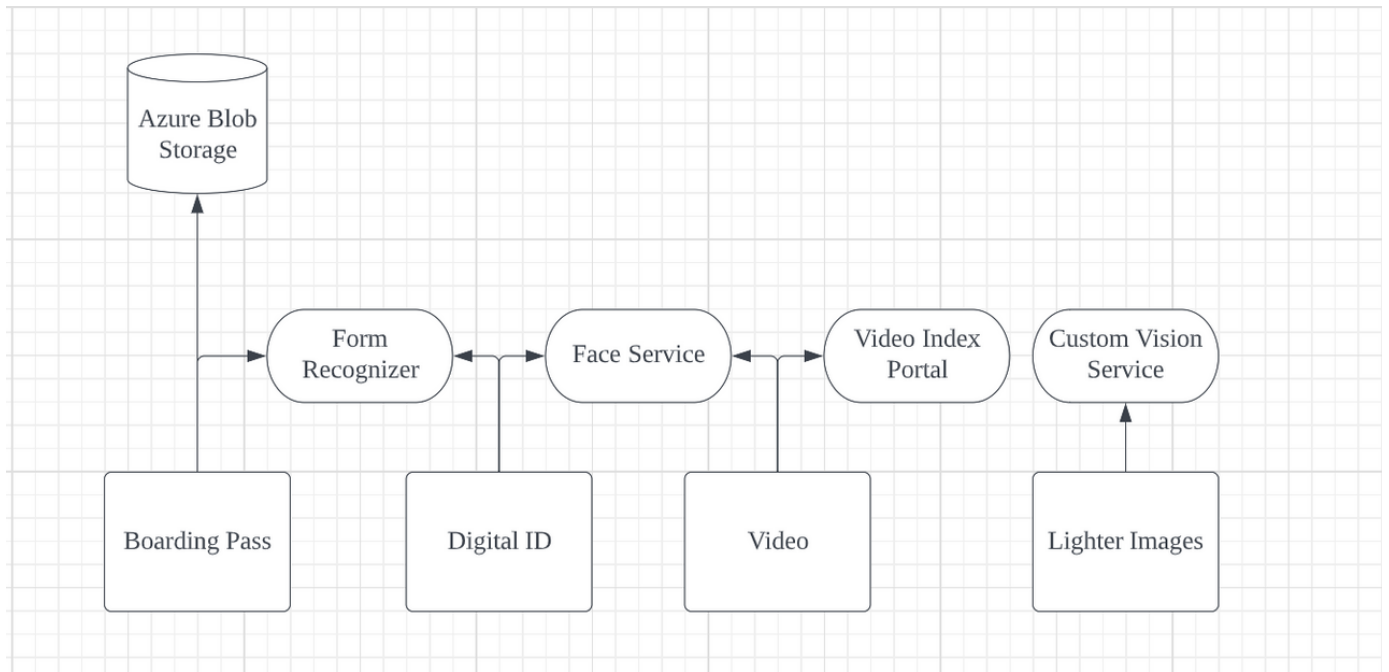 Azure Blob
Storage
Form
Recognizer
Face Service
Video Index
Portal
Custom Vision
Service
Boarding Pass
Digital ID
Video
Lighter Images